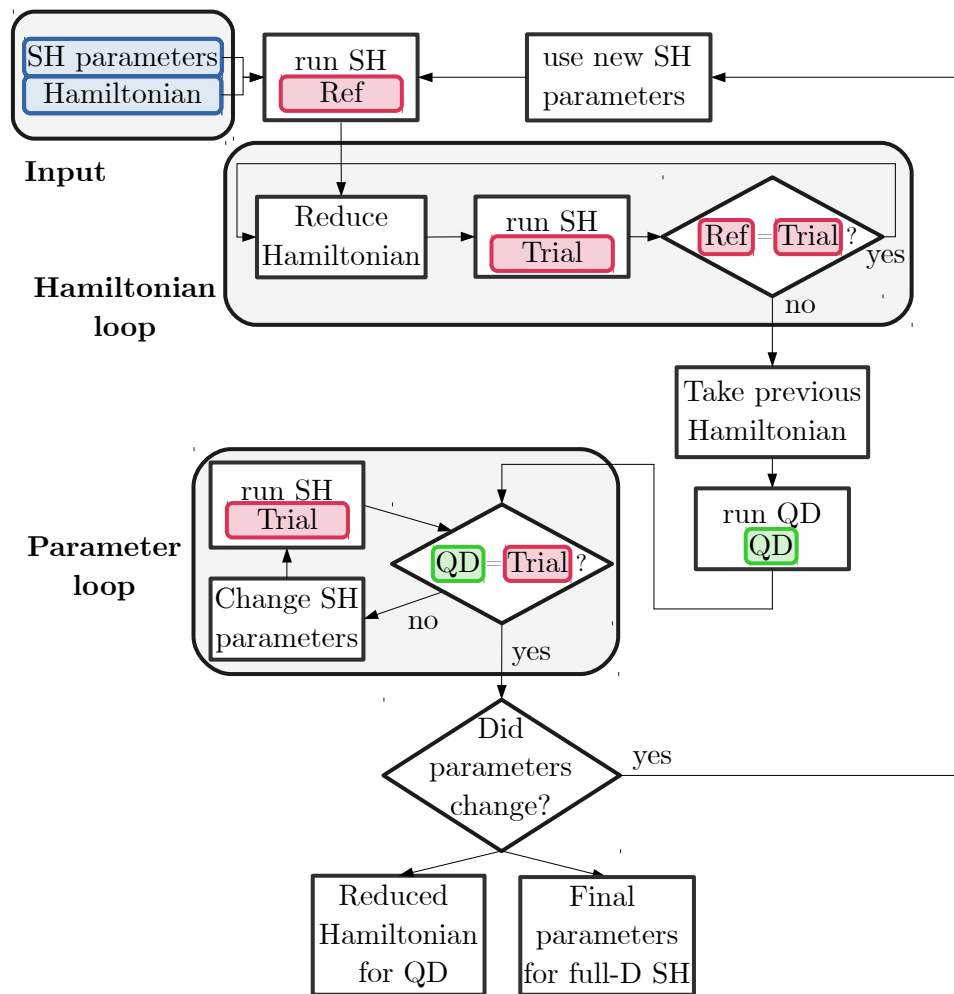 SH parameters
Hamiltonian
Input
run SH
Ref
use new SH
parameters
Hamiltonian
loop
Reduce
Hamiltonian
run SH
Trial
Ref = Trial ?
yes
no
Take previous
Hamiltonian
run QD
QD
Parameter
loop
run SH
Trial
Change SH
parameters
QD = Trial ?
no
yes
Did
parameters
change?
yes
Reduced
Hamiltonian
for QD
Final
parameters
for full-D SH